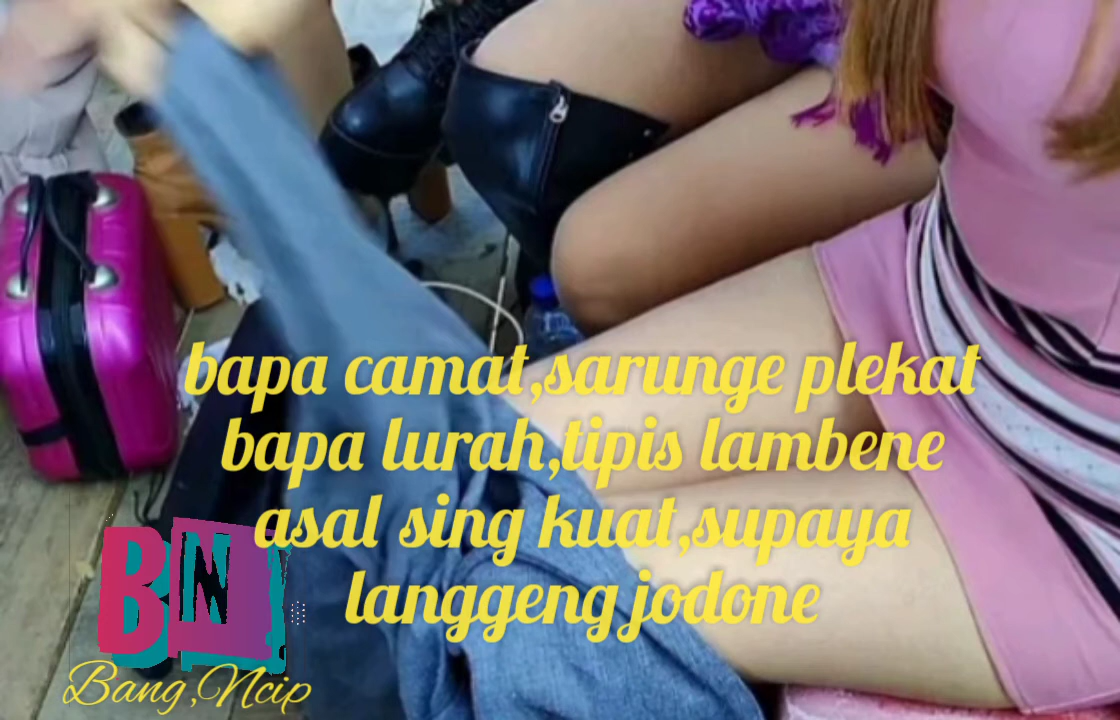 bapa camat,sarunge plekat
bapa lurah,tipis lambene
asal sing kuat,supaya
langgeng jodone
BN
Bang,Ncip